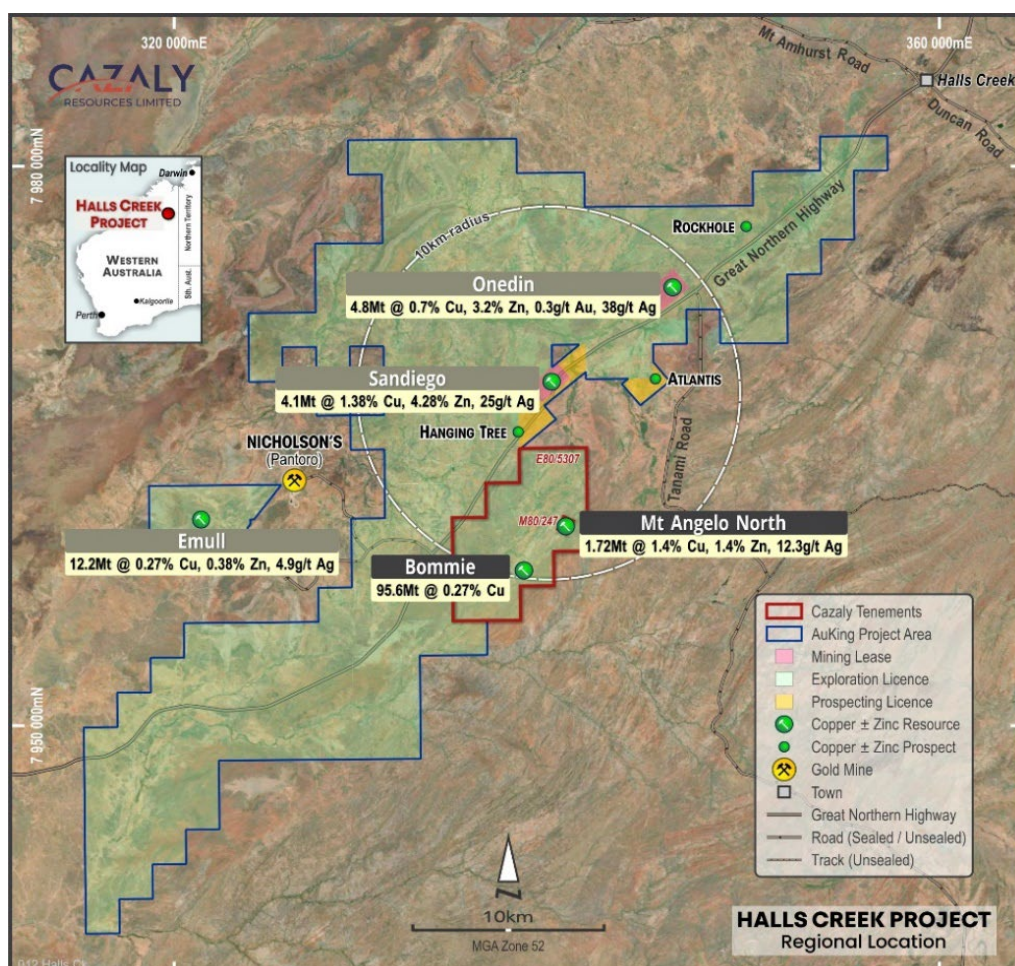 320 000mE
360 000mE
Mt Amhurst Road
Halls Creek
Duncan Road
CAZALY
RESOURCES LIMITED
7 980 000mN
Locality Map
Darwin
HALLS CREEK
PROJECT
Northern Territory
WESTERN
AUSTRALIA
Sth. Aust.
Kalgoorlie
Perth
10km-radius
ROCKHOLE
Great Northern Highway
Onedin
4.8Mt @ 0.7% Cu, 3.2% Zn, 0.3g/t Au, 38g/t Ag
Sandiego
4.1Mt @ 1.38% Cu, 4.28% Zn, 25g/t Ag
ATLANTIS
HANGING TREE
Tanami Road
NICHOLSON'S
(Pantoro)
E80/5307
M80/247
Mt Angelo North
1.72Mt @ 1.4% Cu, 1.4% Zn, 12.3g/t Ag
Emull
12.2Mt @ 0.27% Cu, 0.38% Zn, 4.9g/t Ag
Bommie
95.6Mt @ 0.27% Cu
7 950 000mN
Cazaly Tenements
AuKing Project Area
Mining Lease
Exploration Licence
Prospecting Licence
Copper ± Zinc Resource
Copper ± Zinc Prospect
Gold Mine
Town
Great Northern Highway
Road (Sealed / Unsealed)
Track (Unsealed)
N
10km
MGA Zone 52
HALLS CREEK PROJECT
Regional Location